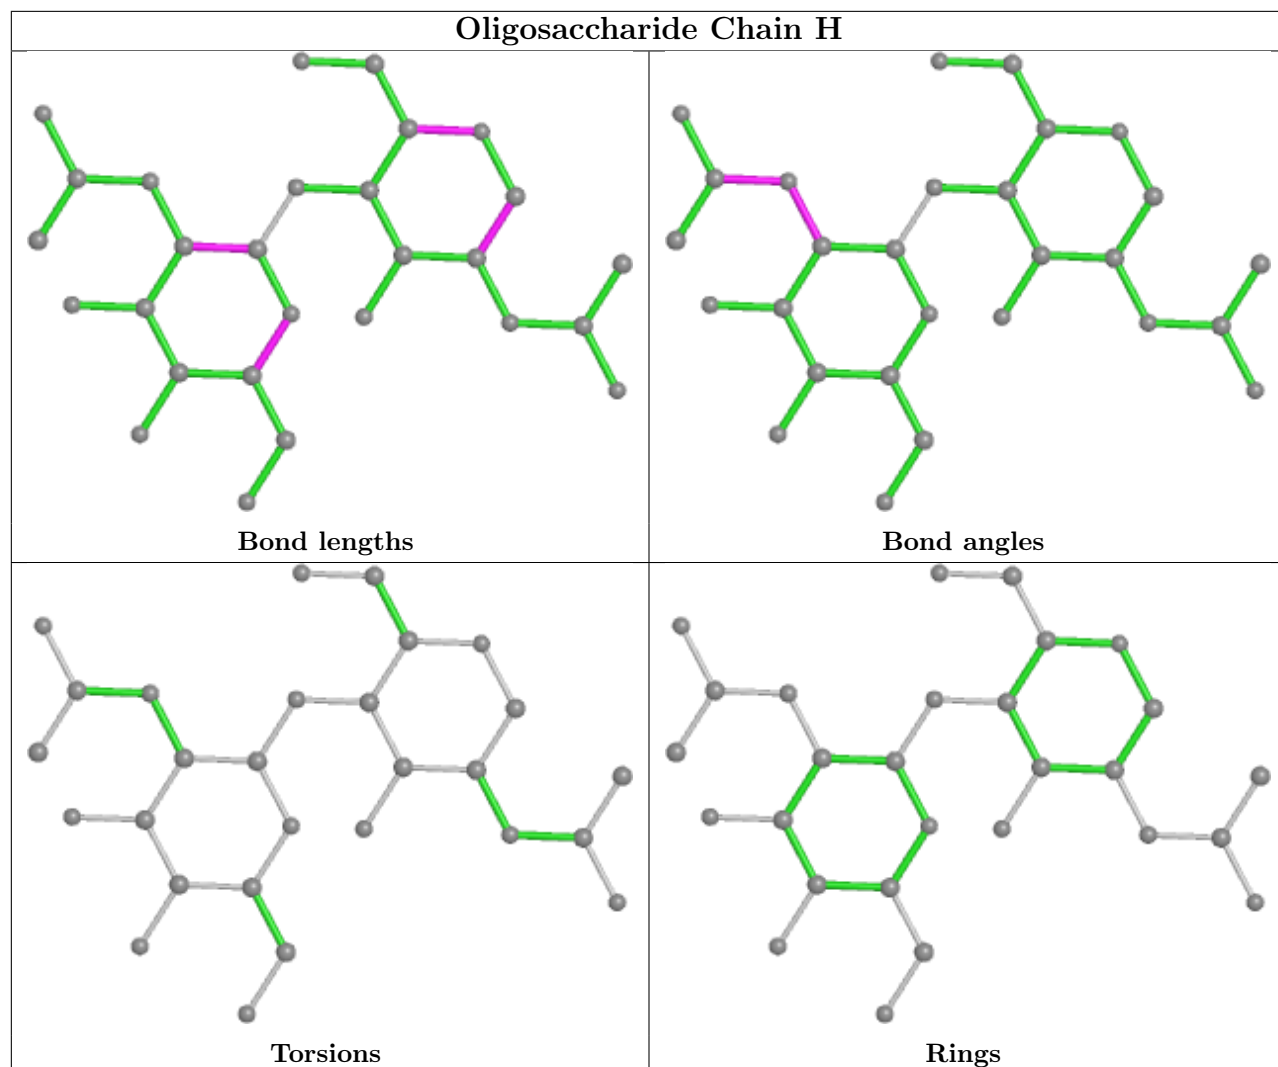 Oligosaccharide Chain H
Bond lengths
Bond angles
Torsions
Rings